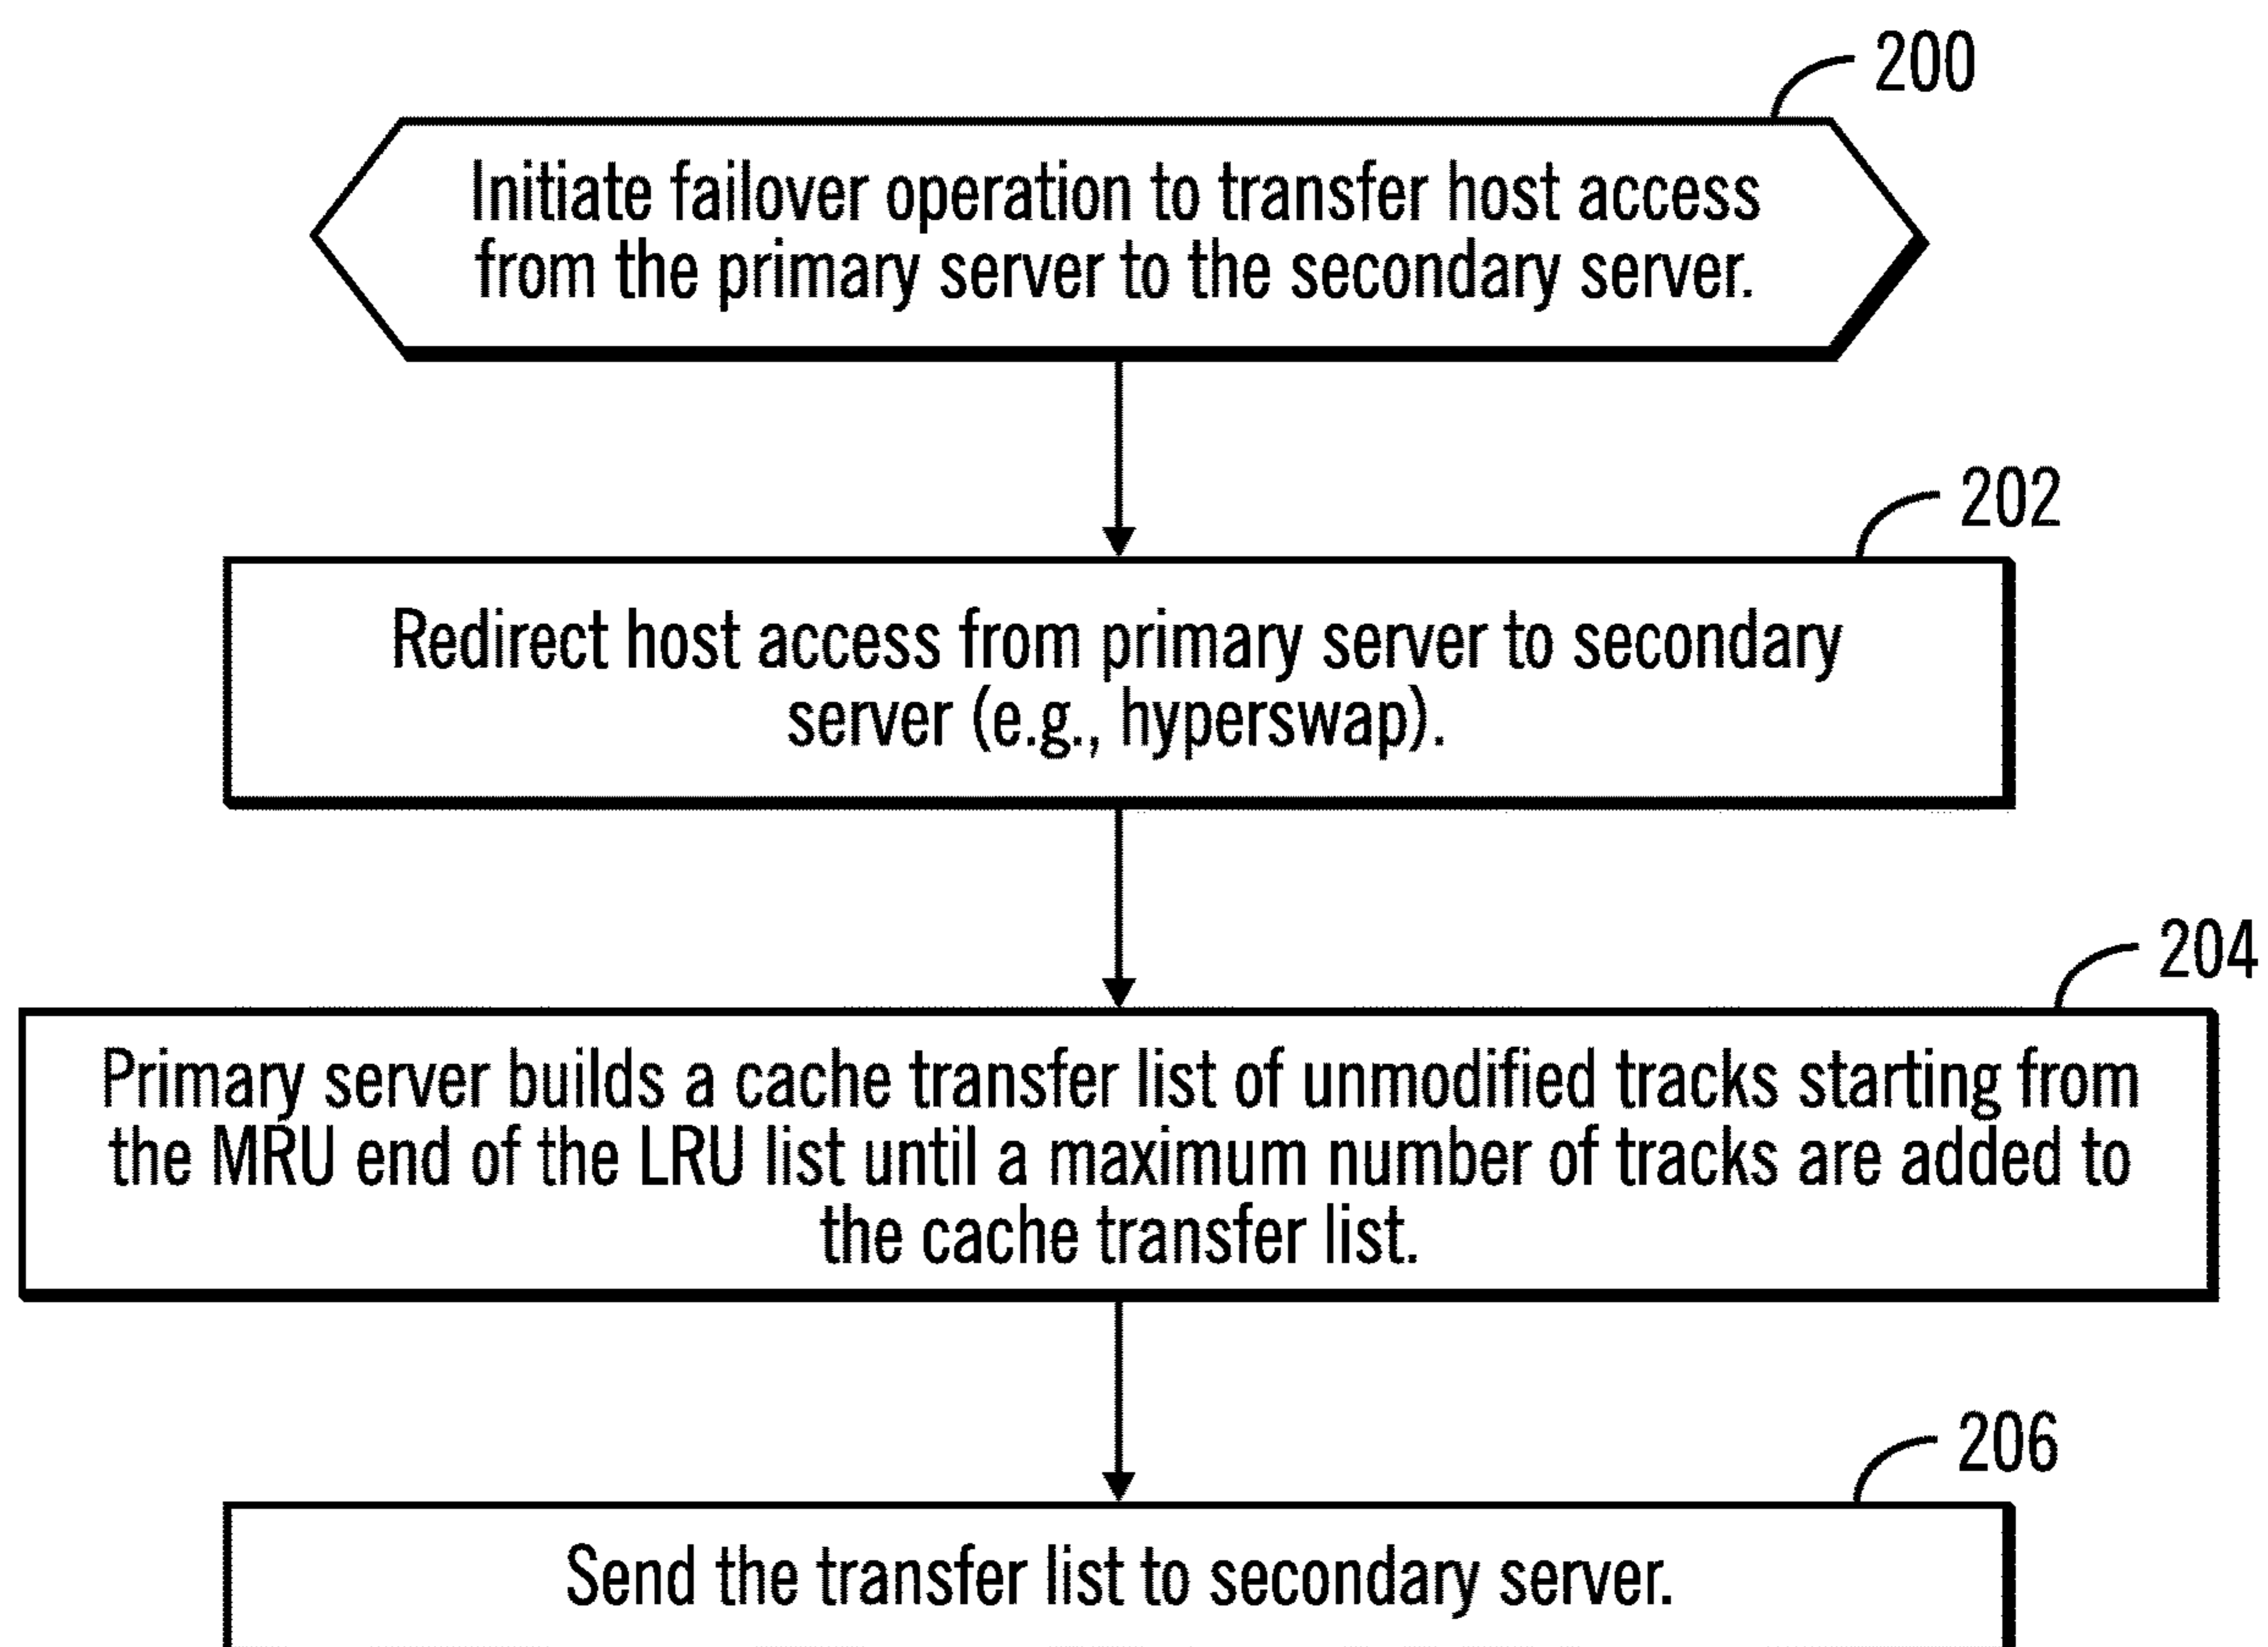 200
Initiate failover operation to transfer host access
from the primary server to the secondary server.
202
Redirect host access from primary server to secondary
server (e.g., hyperswap).
204
Primary server builds a cache transfer list of unmodified tracks starting from
the MRU end of the LRU list until a maximum number of tracks are added to
the cache transfer list.
206
Send the transfer list to secondary server.